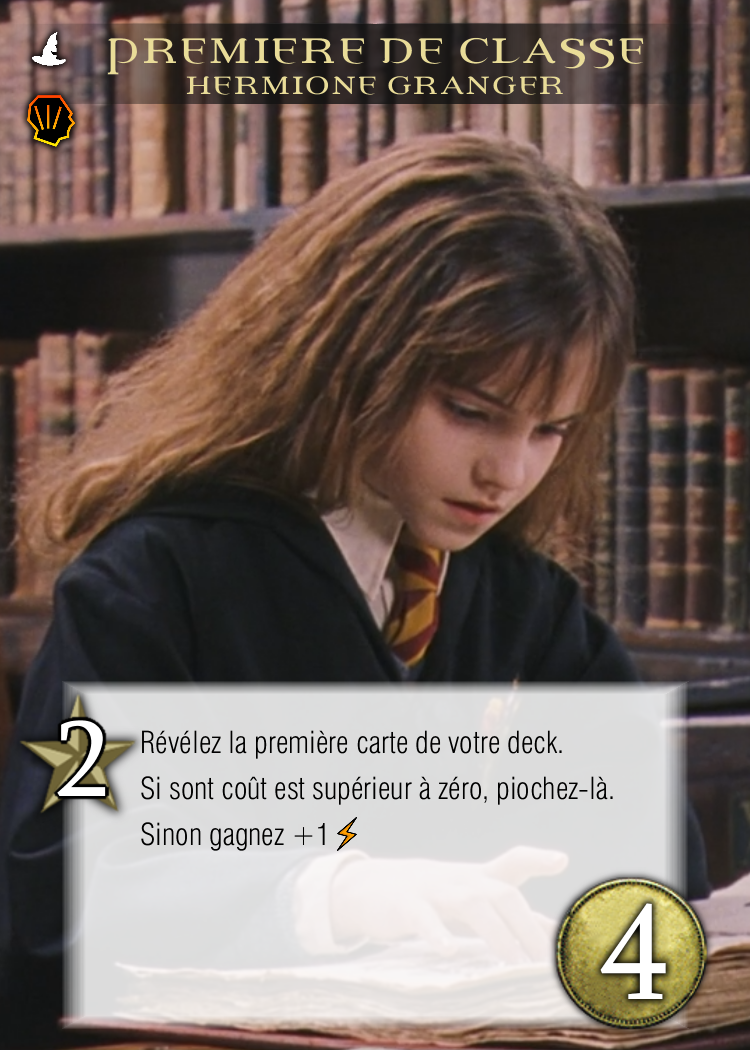 PREMIERE DE CLASSE
HERMIONE GRANGER
2
Révélez la première carte de votre deck.
Si sont coût est supérieur à zéro, piochez-là.
Sinon gagnez +1
4